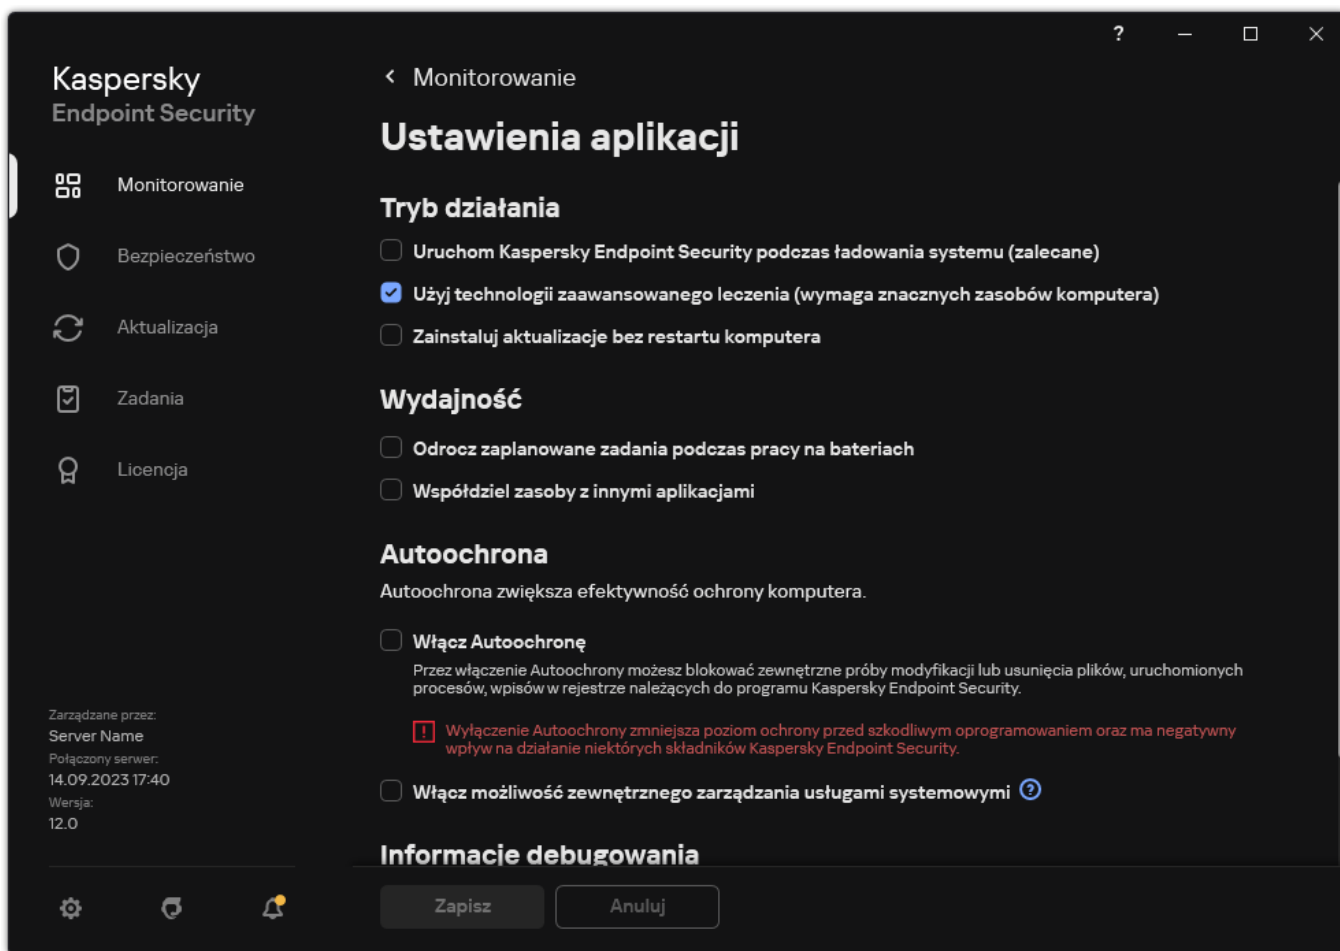 ?
Kaspersky
Endpoint Security
Monitorowanie
Bezpieczeństwo
Aktualizacja
Zadania
Licencja
Zarządzane przez:
Server Name
Połączony serwer:
14.09.2023 17:40
Wersja:
12.0
Monitorowanie
Ustawienia aplikacji
Tryb działania
Uruchom Kaspersky Endpoint Security podczas ładowania systemu (zalecane)
Użyj technologii zaawansowanego leczenia (wymaga znacznych zasobów komputera)
Zainstaluj aktualizacje bez restartu komputera
Wydajność
Odrocz zaplanowane zadania podczas pracy na bateriach
Współdziel zasoby z innymi aplikacjami
Autoochrona
Autoochrona zwiększa efektywność ochrony komputera.
Włącz Autoochronę
Przez włączenie Autoochrony możesz blokować zewnętrzne próby modyfikacji lub usunięcia plików, uruchomionych
procesów, wpisów w rejestrze należących do programu Kaspersky Endpoint Security.
Wyłączenie Autoochrony zmniejsza poziom ochrony przed szkodliwym oprogramowaniem oraz ma negatywny
wpływ na działanie niektórych składników Kaspersky Endpoint Security.
Włącz możliwość zewnętrznego zarządzania usługami systemowymi ?
Informacje debugowania
Zapisz
Anuluj